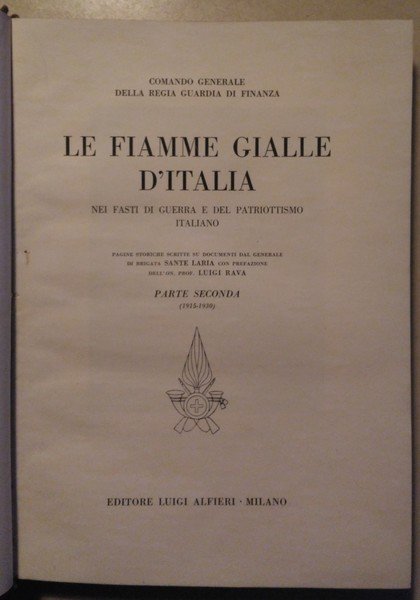 COMANDO GENERALE
DELLA REGIA GUARDIA DI FINANZA
LE FIAMME GIALLE
D'ITALIA
NEI FASTI DI GUERRA E DEL PATRIOTTISMO
ITALIANO
PAGINE STORICHE SCRITTE SU DOCUMENTI DAL GENERALE
DI BRIGATA SANTE LARIA CON PREFAZIONE
DELL'ON. PROF. LUIGI RAVA
PARTE SECONDA
(1915-1930)
EDITORE LUIGI ALFIERI · MILANO